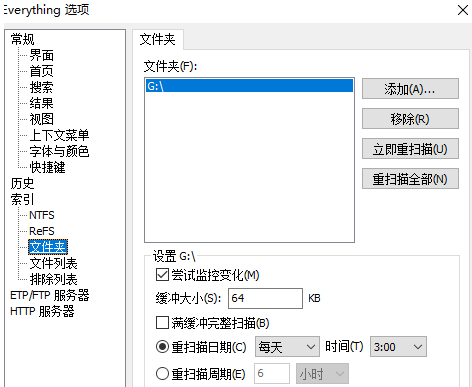 Everything 选项
常规
界面
首页
搜索
结果
视图
上下文菜单
字体与颜色
快捷键
历史
索引
NTFS
ReFS
文件夹
文件列表
排除列表
ETP/FTP 服务器
HTTP 服务器
文件夹
文件夹(F):
G:\
添加(A)...
移除(R)
立即重扫描(U)
重扫描全部(N)
设置 G:\
尝试监控变化(M)
缓冲大小(S): 64 KB
满缓冲完整扫描(B)
重扫描日期(C) 每天 时间(T) 3:00
重扫描周期(E) 6 小时